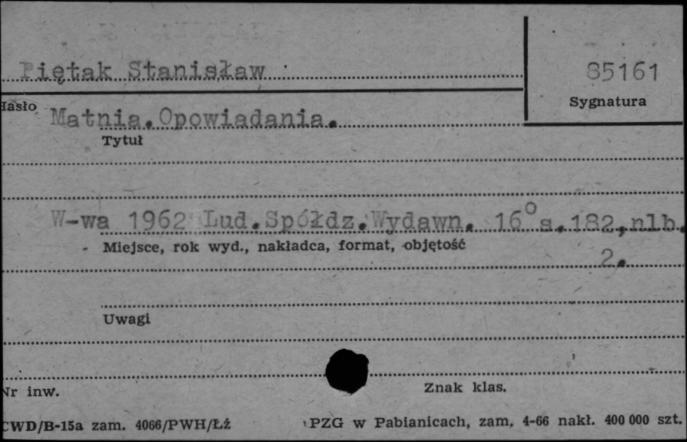 Piętak Stanisław
85161
Hasło
Sygnatura
Matnia.Opowiadania.
Tytuł
W-wa 1962 Lud.Spółdz.Wydawn. 16° s.182,nlb.
Miejsce, rok wyd., nakładca, format, objętość
2.
Uwagi
Nr inw.
Znak klas.
CWD/B-15a zam. 4066/PWH/Łż
PZG w Pabianicach, zam. 4-66 nakł. 400 000 szt.